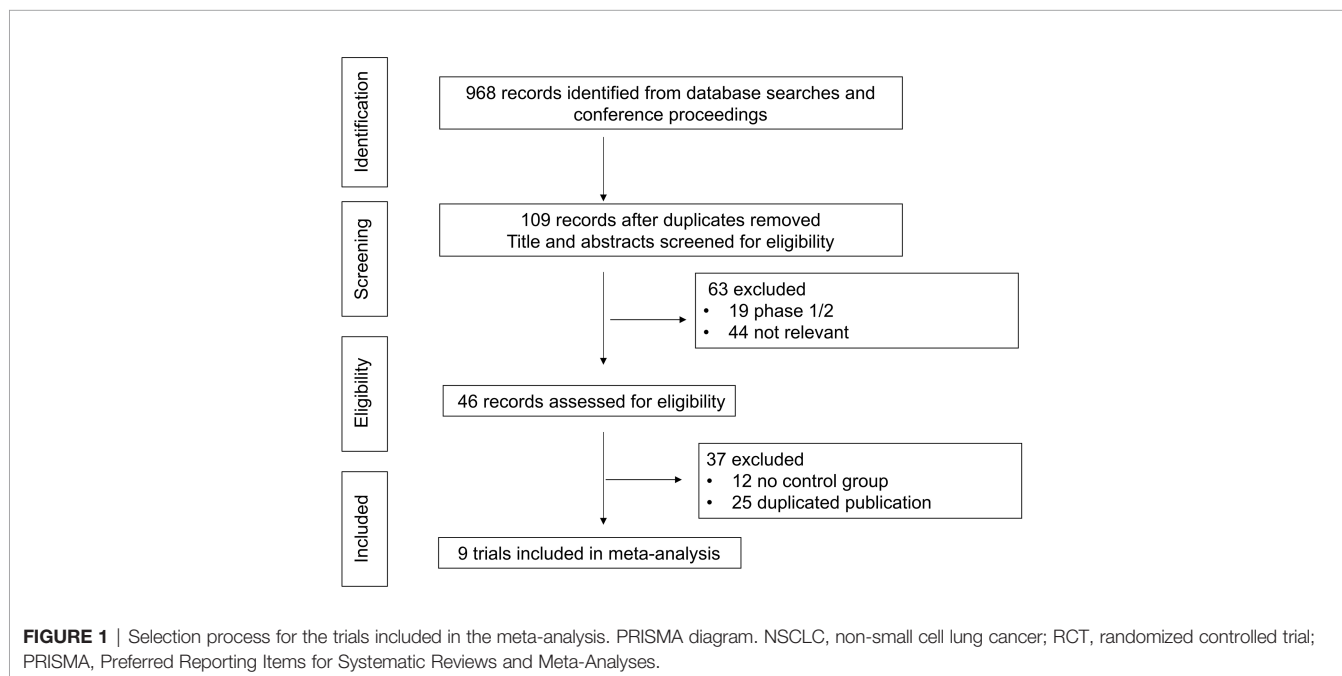 Identification
968 records identified from database searches and
conference proceedings
Screening
109 records after duplicates removed
Title and abstracts screened for eligibility
63 excluded
• 19 phase 1/2
• 44 not relevant
Eligibility
46 records assessed for eligibility
37 excluded
• 12 no control group
• 25 duplicated publication
Included
9 trials included in meta-analysis
FIGURE 1 | Selection process for the trials included in the meta-analysis. PRISMA diagram. NSCLC, non-small cell lung cancer; RCT, randomized controlled trial;
PRISMA, Preferred Reporting Items for Systematic Reviews and Meta-Analyses.